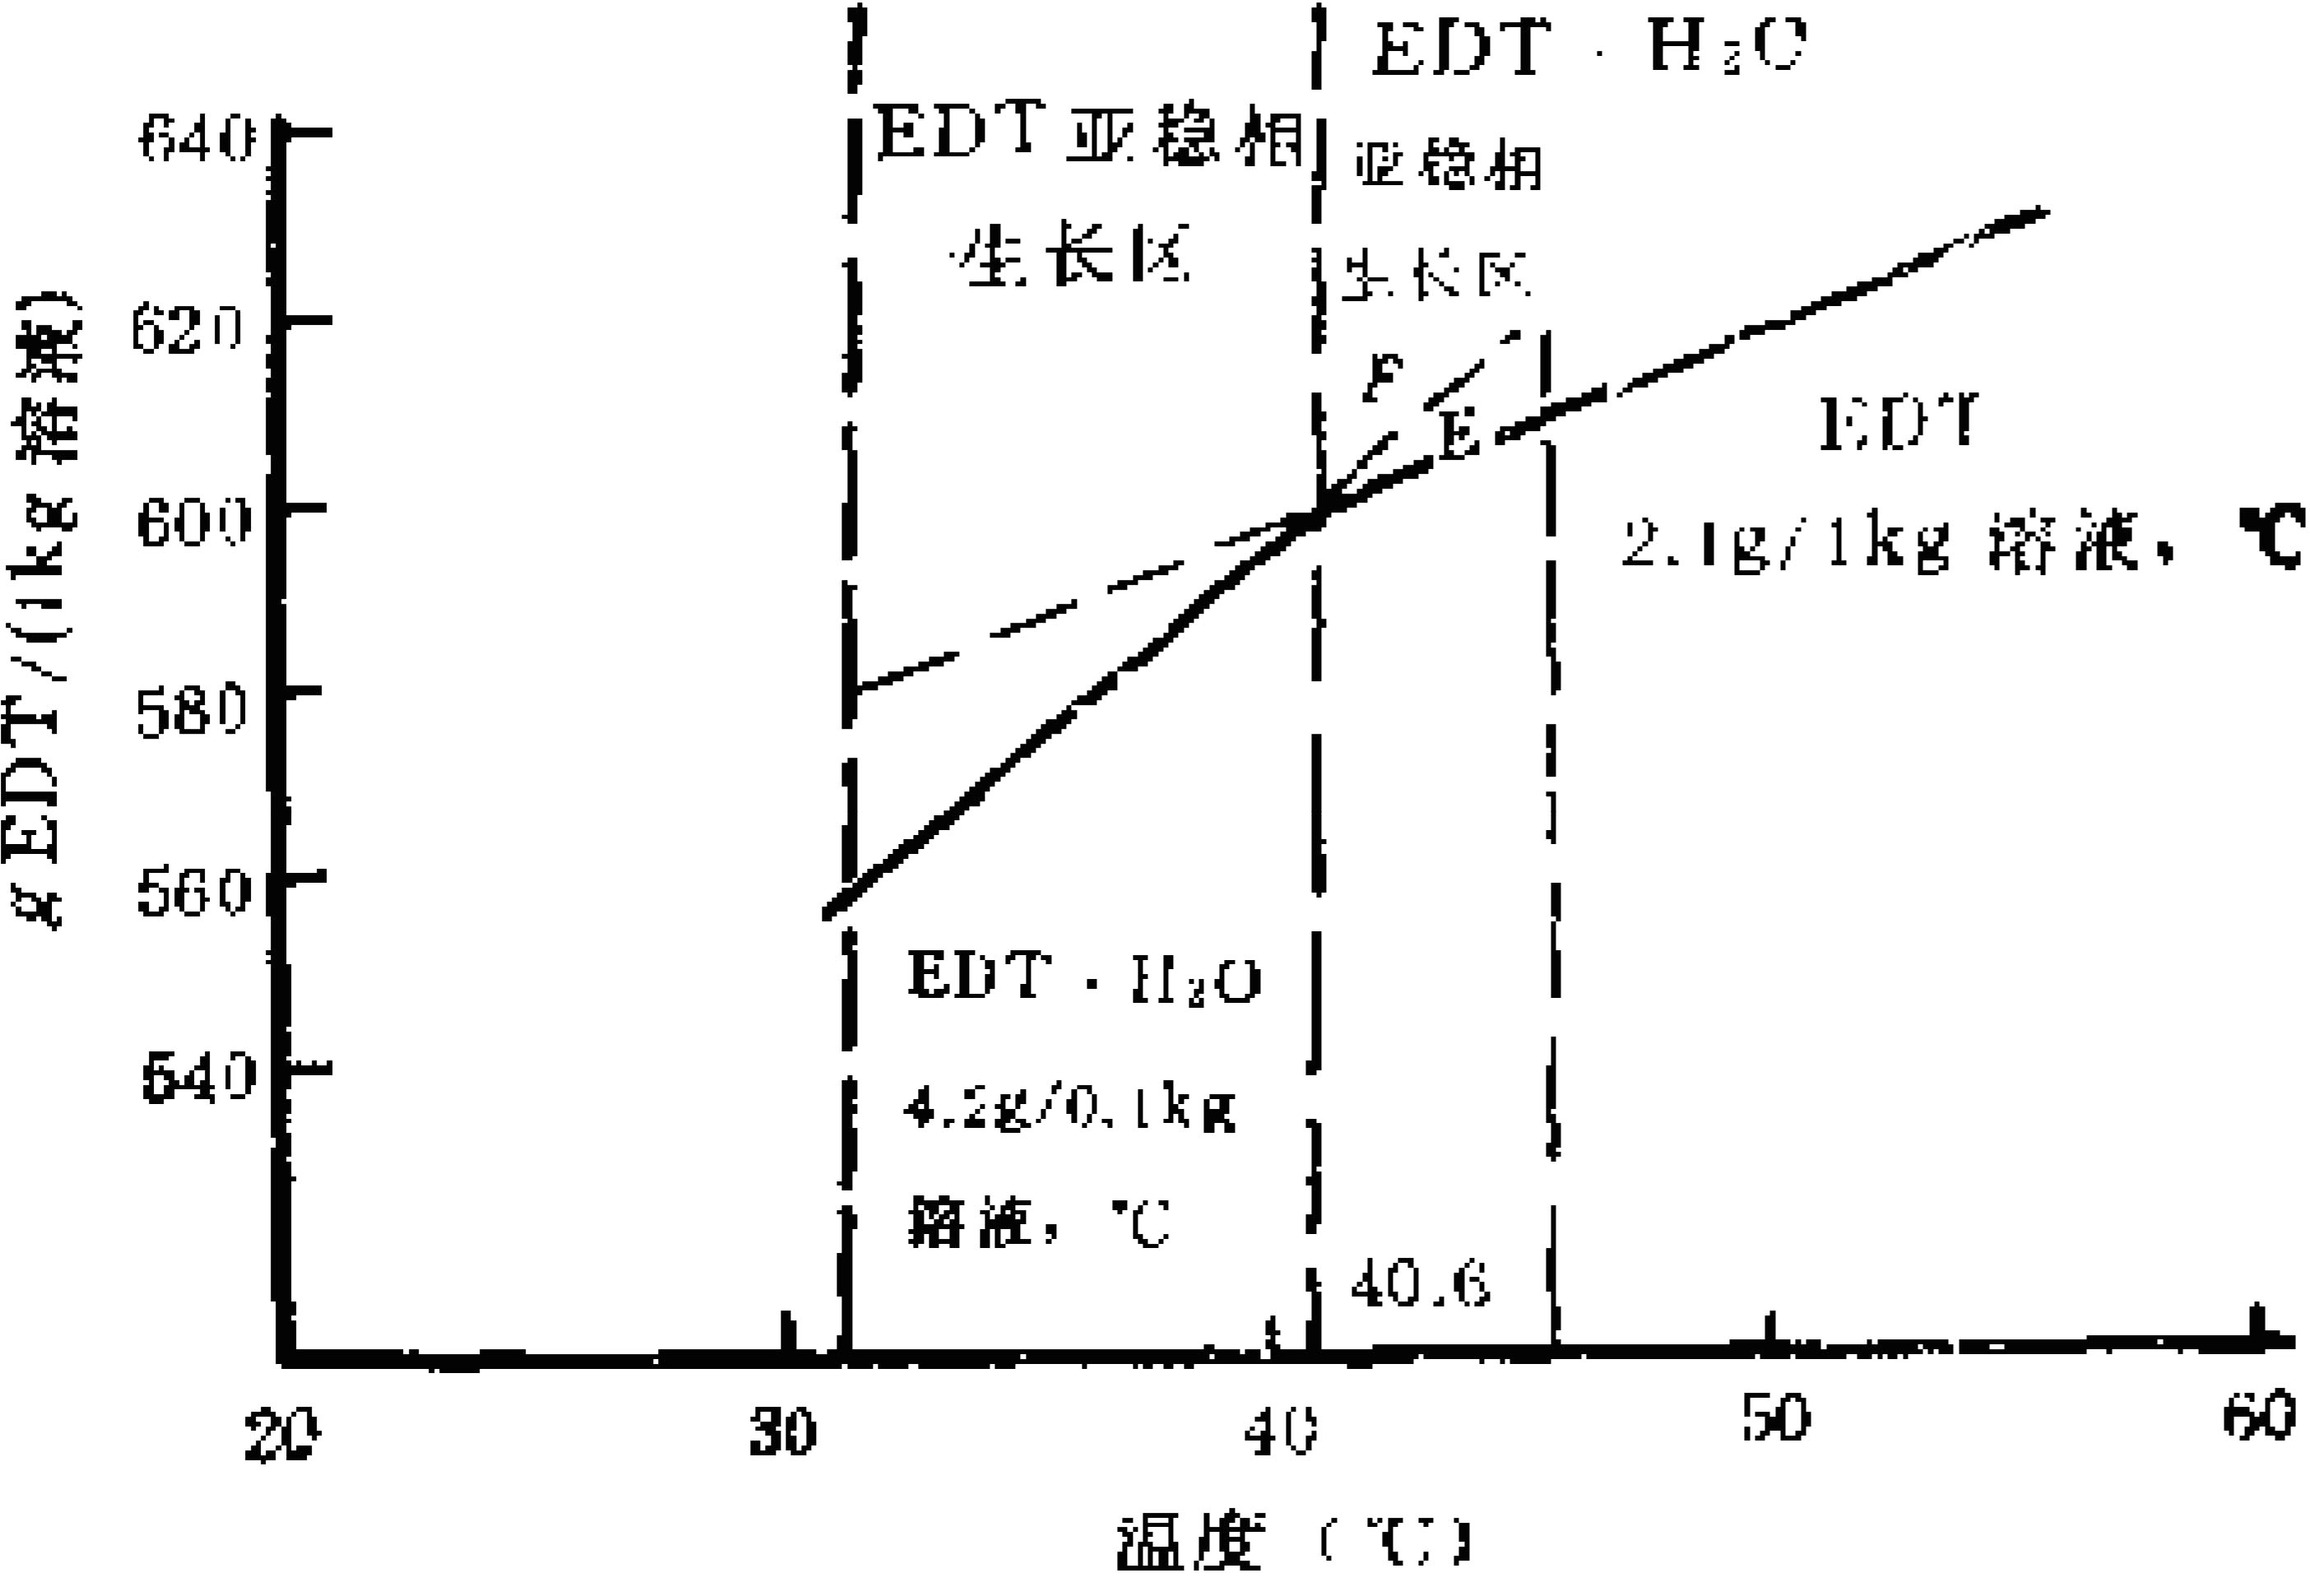 EDT · H₂O
亚稳相
生长区
EDT亚稳相
生长区
640
620
600
580
560
540
g EDT/(1kg 溶液)
F
E
EDT
2.1g/1kg 溶液，℃
EDT · H₂O
4.2g/0.1kg
溶液，℃
40.6
20
30
40
50
60
温度（℃）